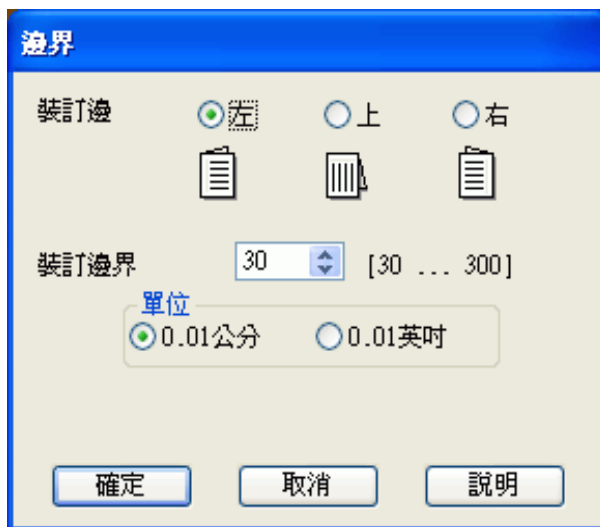 邊界
裝訂邊 左 上 右
裝訂邊界 30 [30 ... 300]
單位
0.01公分 0.01英吋
確定 取消 說明